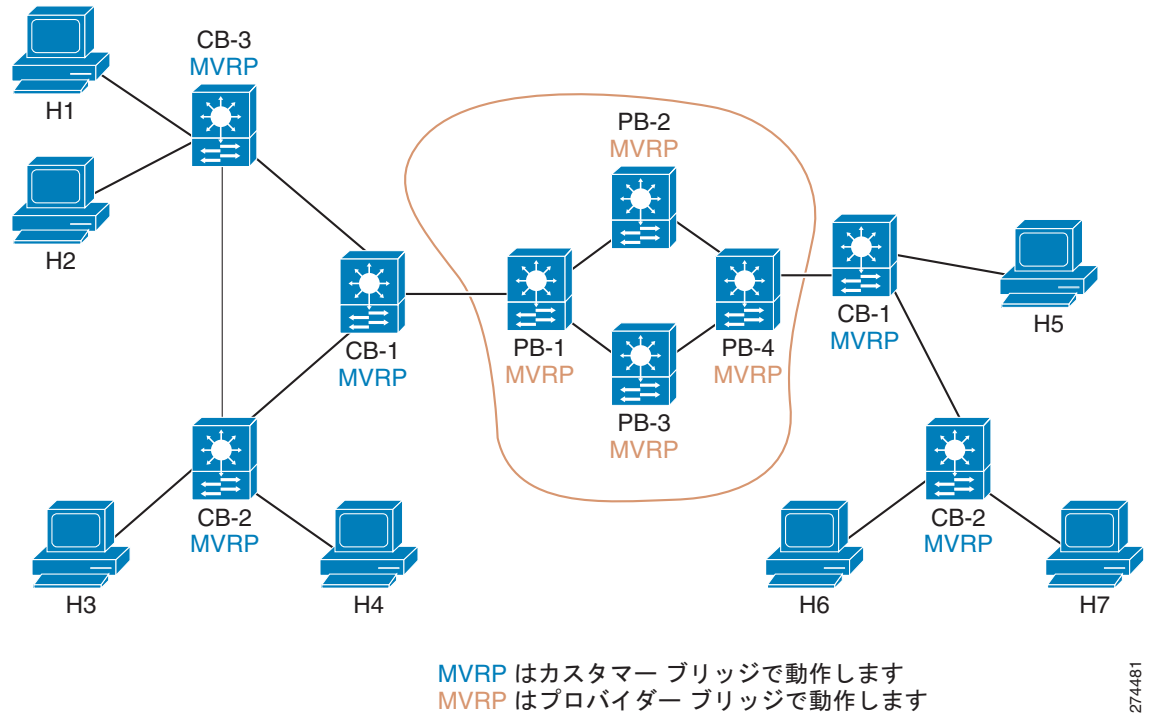 CB-3
MVRP
H1
H2
PB-2
MVRP
CB-1
MVRP
PB-1
MVRP
PB-4
MVRP
PB-3
MVRP
CB-1
MVRP
H5
CB-2
MVRP
H3
H4
CB-2
MVRP
H6
H7
MVRP はカスタマー ブリッジで動作します
MVRP はプロバイダー ブリッジで動作します
274481